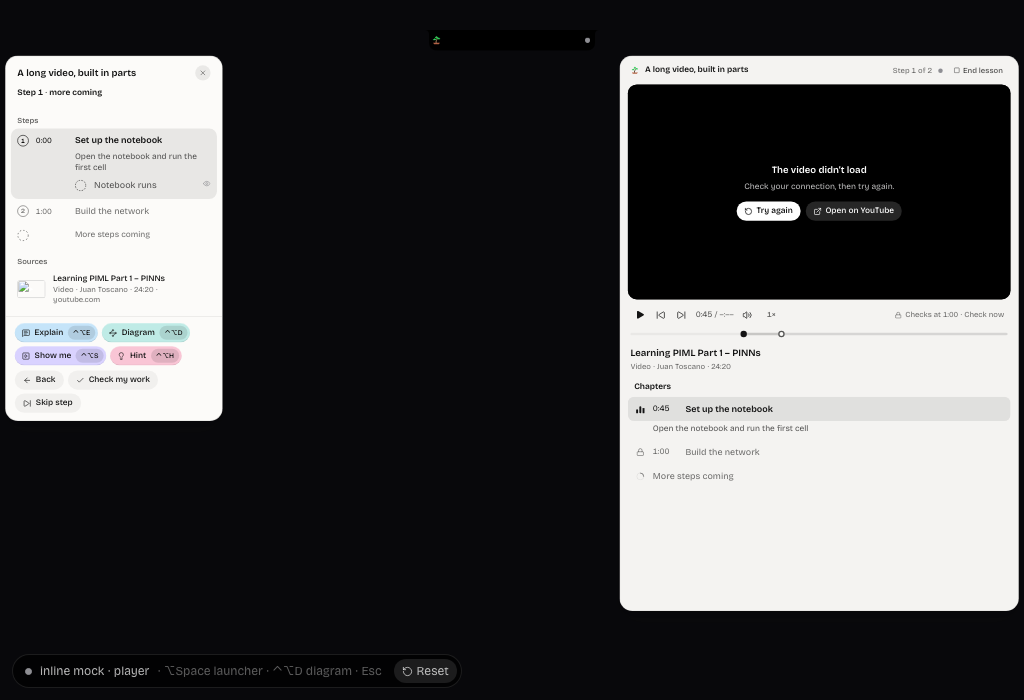 A long video, built in parts
Step 1 · more coming
Steps
1 0:00 Set up the notebook
Open the notebook and run the
first cell
Notebook runs
2 1:00 Build the network
More steps coming
Sources
Learning PIML Part 1 – PINNs
Video · Juan Toscano · 24:20 ·
youtube.com
Explain ⌃⌥E Diagram ⌃⌥D
Show me ⌃⌥S Hint ⌃⌥H
Back Check my work
Skip step
A long video, built in parts Step 1 of 2 End lesson
The video didn't load
Check your connection, then try again.
Try again Open on YouTube
0:45 / –:–– 1× Checks at 1:00 · Check now
Learning PIML Part 1 – PINNs
Video · Juan Toscano · 24:20
Chapters
0:45 Set up the notebook
Open the notebook and run the first cell
1:00 Build the network
More steps coming
inline mock · player · ⌥Space launcher · ⌃⌥D diagram · Esc Reset